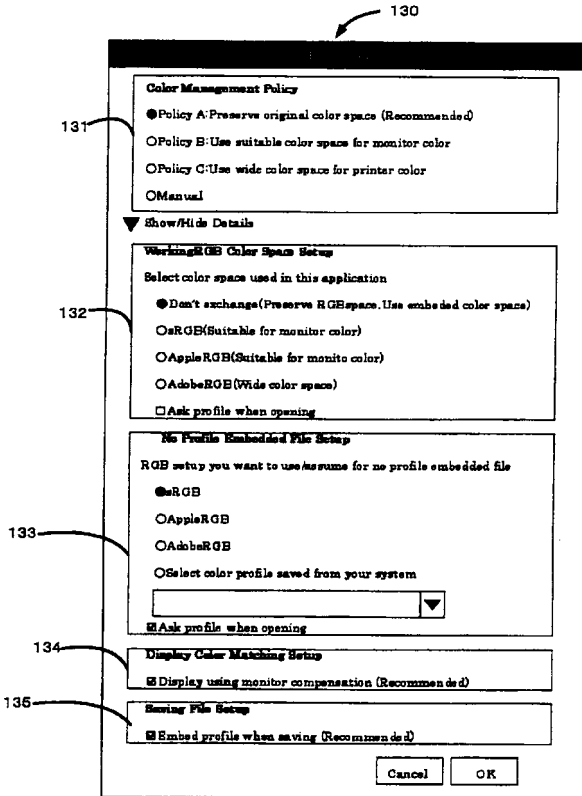 130
Color Management Policy
Policy A:Preserve original color space (Recommended)
131
Policy B:Use suitable color space for monitor color
Policy C:Use wide color space for printer color
Manual
Show/Hide Details
WorkingRGB Color Space Setup
Select color space used in this application
132
Don't exchange(Preserve RGBspace.Use embeded color space)
sRGB(Suitable for monitor color)
AppleRGB(Suitable for monito color)
AdobeRGB(Wide color space)
Ask profile when opening
No Profile Embedded File Setup
RGB setup you want to use/assume for no profile embedded file
sRGB
AppleRGB
133
AdobeRGB
Select color profile saved from your system
Ask profile when opening
134
Display Color Matching Setup
Display using monitor compensation (Recommended)
135
Saving File Setup
Embed profile when saving (Recommended)
Cancel OK